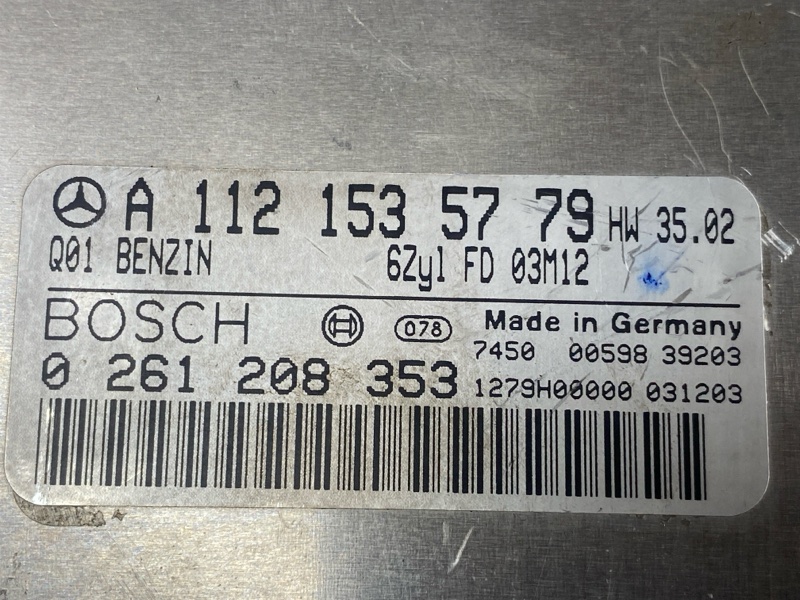 A 112 153 57 79 HW 35.02
Q01 BENZIN 6Zyl FD 03M12
BOSCH 078 Made in Germany
7450 00598 39203
0 261 208 353 1279H00000 031203